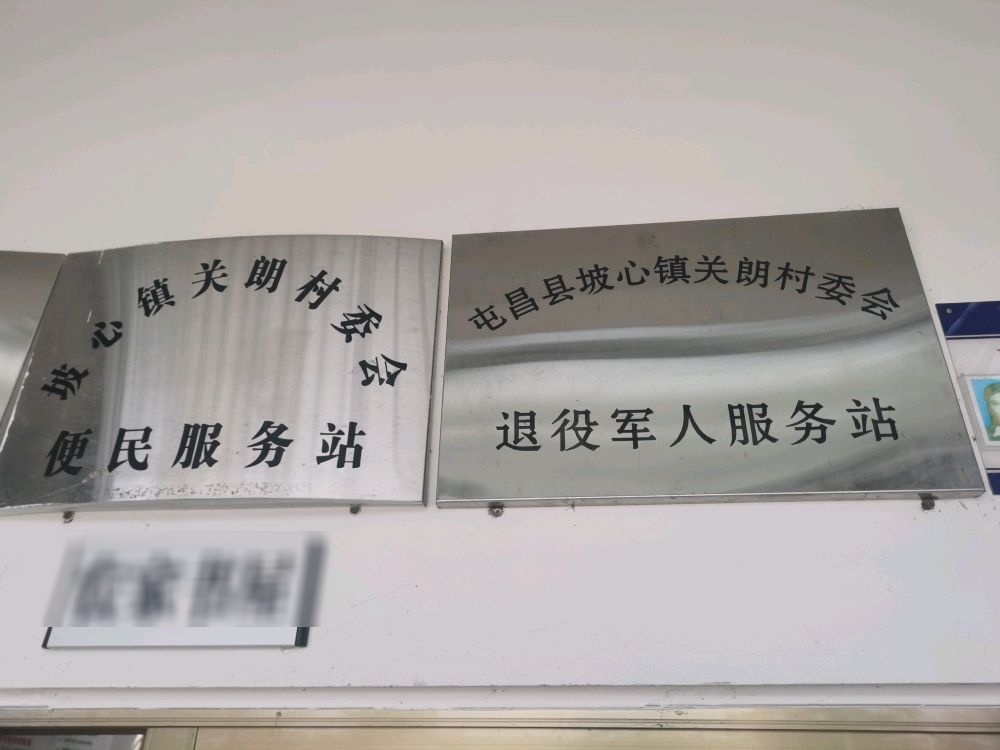 坡心镇关朗村委会
便民服务站
屯昌县坡心镇关朗村委会
退役军人服务站